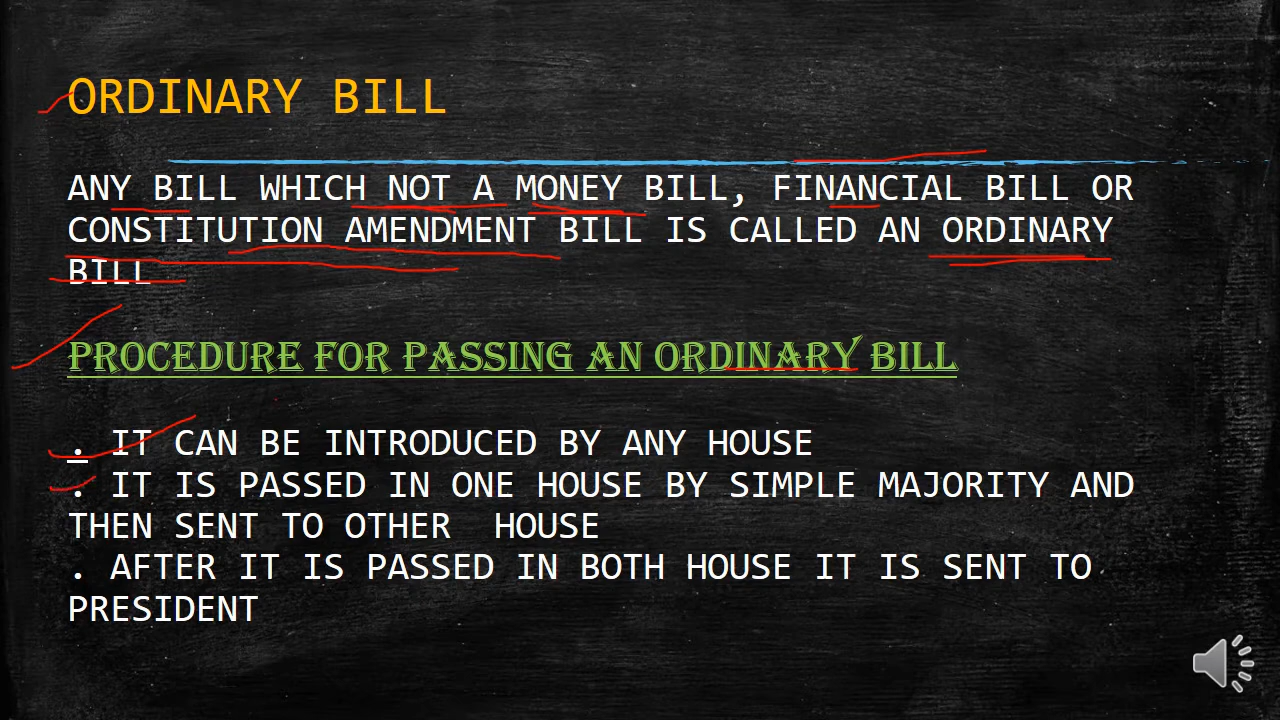 ORDINARY BILL
ANY BILL WHICH NOT A MONEY BILL, FINANCIAL BILL OR
CONSTITUTION AMENDMENT BILL IS CALLED AN ORDINARY
BILL
PROCEDURE FOR PASSING AN ORDINARY BILL
. IT CAN BE INTRODUCED BY ANY HOUSE
. IT IS PASSED IN ONE HOUSE BY SIMPLE MAJORITY AND
THEN SENT TO OTHER  HOUSE
. AFTER IT IS PASSED IN BOTH HOUSE IT IS SENT TO
PRESIDENT